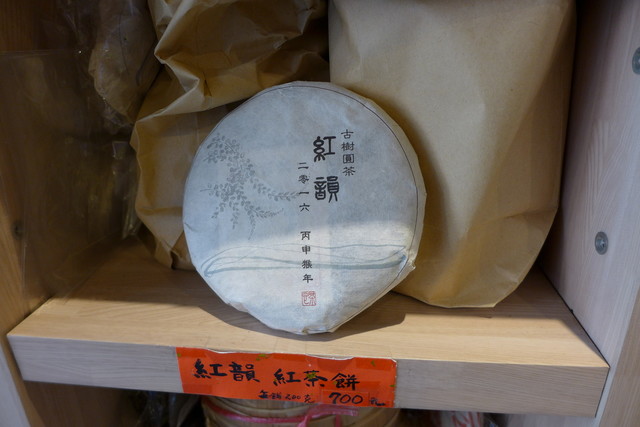 古樹圓茶
紅韻
二零一六 丙申猴年
紅韻 紅茶餅
700元